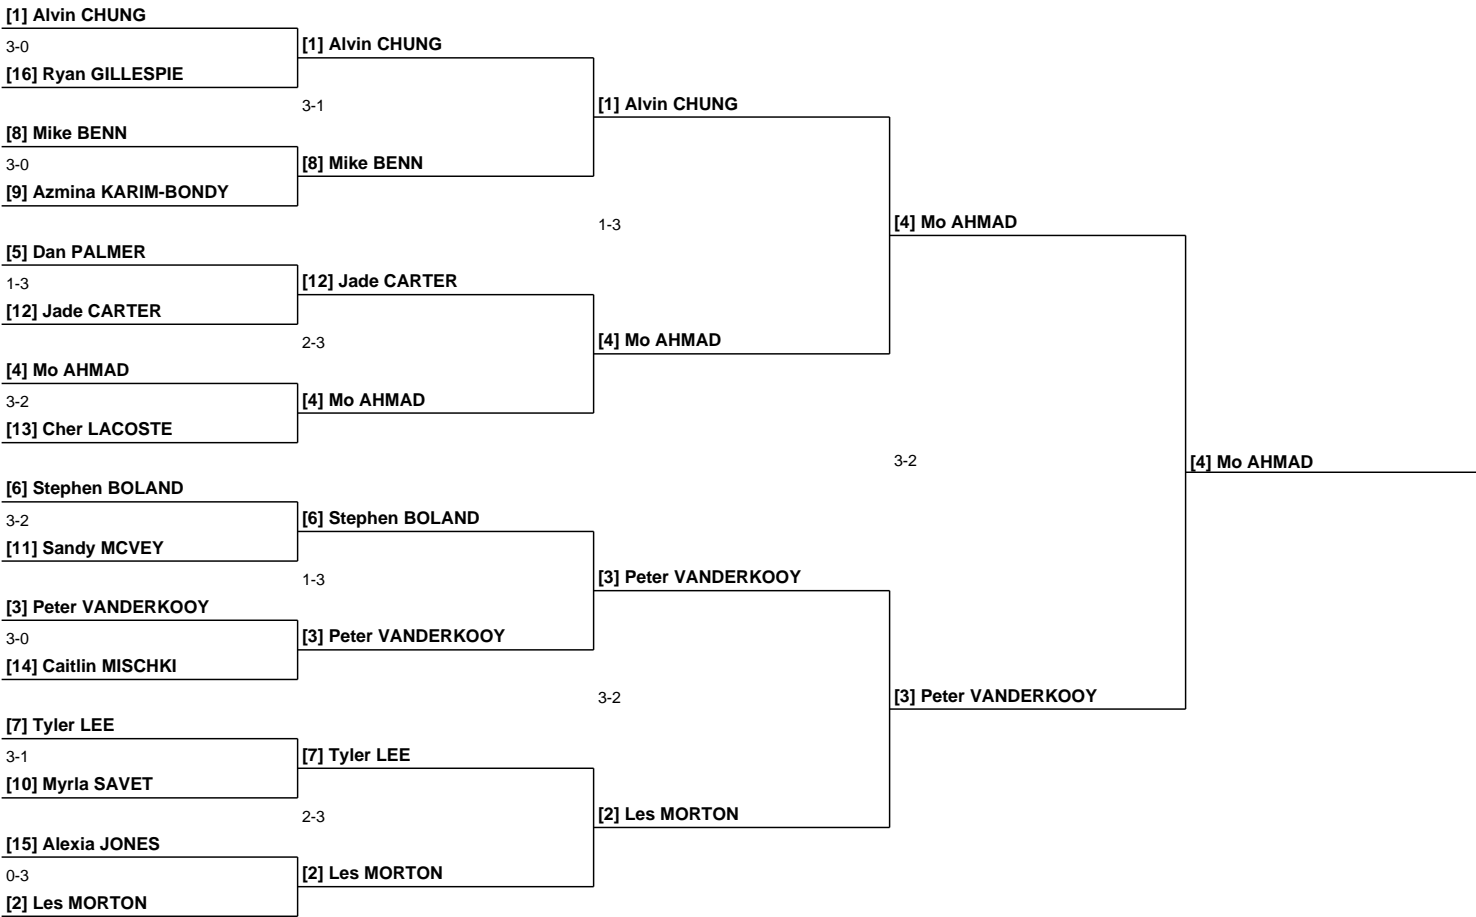 [1] Alvin CHUNG
3-0
[16] Ryan GILLESPIE
[8] Mike BENN
3-0
[9] Azmina KARIM-BONDY
[5] Dan PALMER
1-3
[12] Jade CARTER
[4] Mo AHMAD
3-2
[13] Cher LACOSTE
[6] Stephen BOLAND
3-2
[11] Sandy MCVEY
[3] Peter VANDERKOOY
3-0
[14] Caitlin MISCHKI
[7] Tyler LEE
3-1
[10] Myrla SAVET
[15] Alexia JONES
0-3
[2] Les MORTON
[1] Alvin CHUNG
3-1
[8] Mike BENN
[12] Jade CARTER
2-3
[4] Mo AHMAD
[6] Stephen BOLAND
1-3
[3] Peter VANDERKOOY
[7] Tyler LEE
2-3
[2] Les MORTON
[1] Alvin CHUNG
1-3
[4] Mo AHMAD
[3] Peter VANDERKOOY
3-2
[2] Les MORTON
[4] Mo AHMAD
3-2
[3] Peter VANDERKOOY
[4] Mo AHMAD